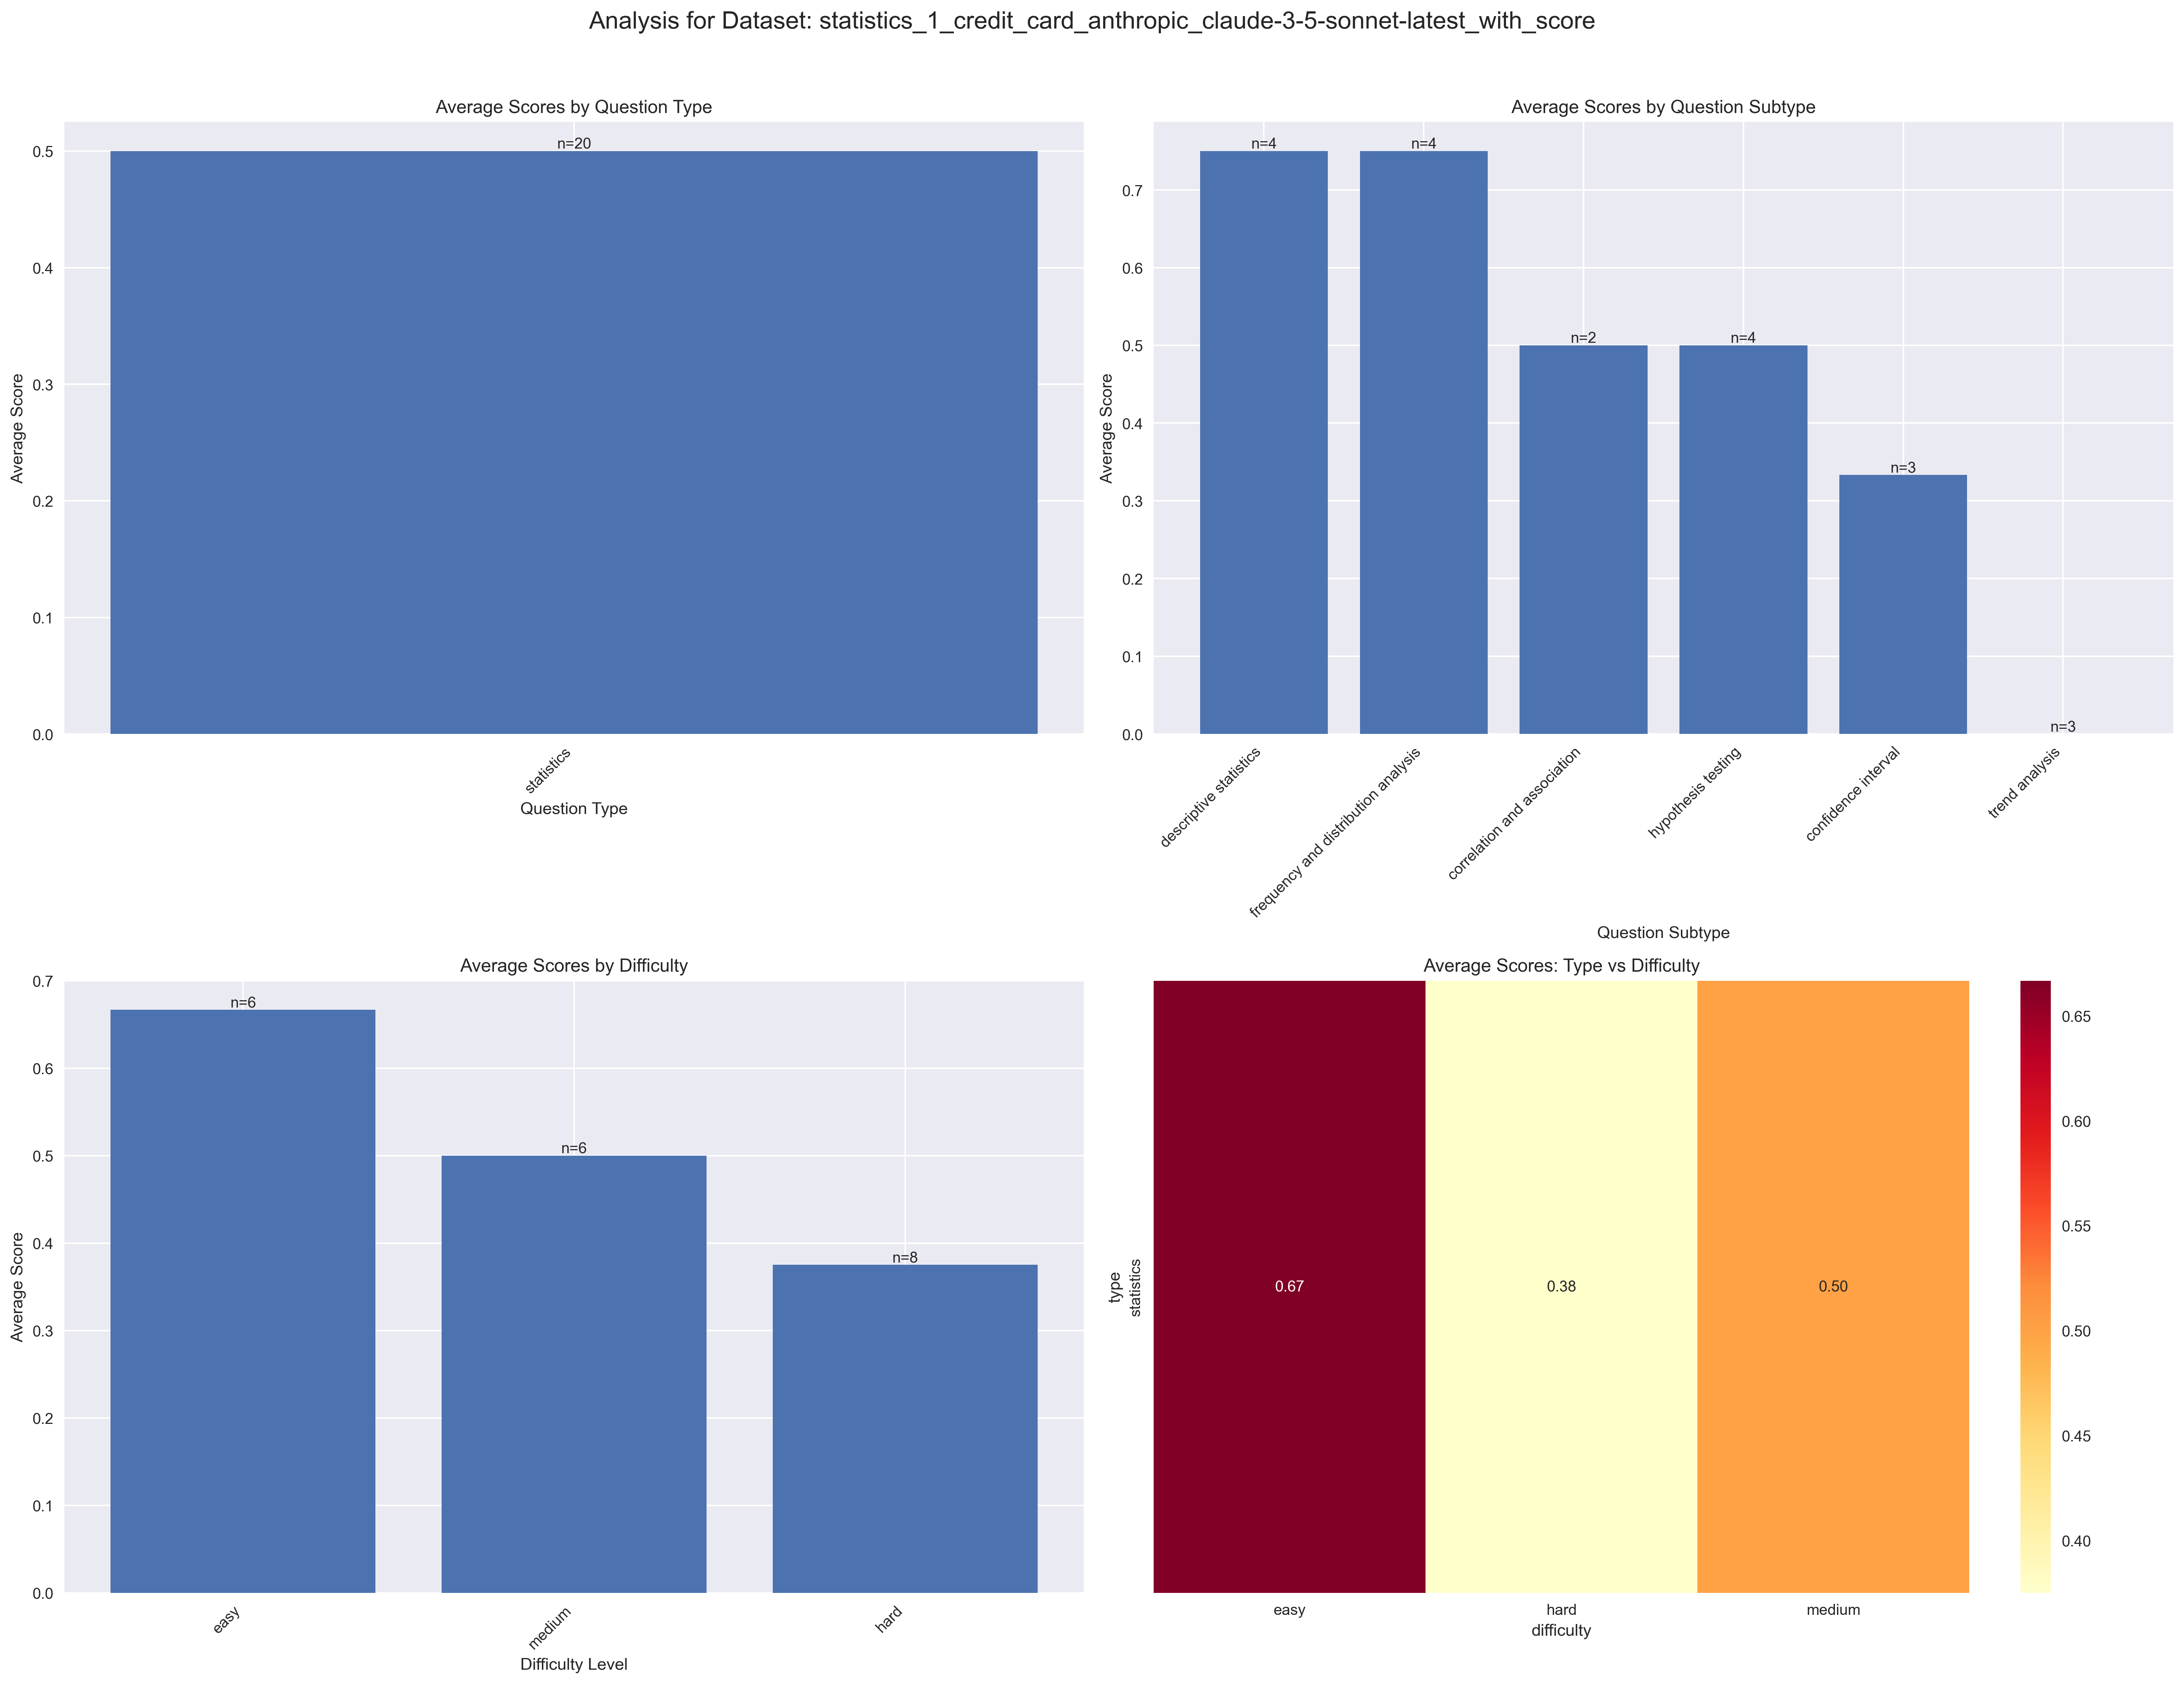 Analysis for Dataset: statistics_1_credit_card_anthropic_claude-3-5-sonnet-latest_with_score
Average Scores by Question Type
n=20
0.5
0.4
0.3
0.2
0.1
0.0
Average Score
statistics
Question Type
Average Scores by Question Subtype
n=4
n=4
n=2
n=4
n=3
n=3
0.7
0.6
0.5
0.4
0.3
0.2
0.1
0.0
Average Score
descriptive statistics
frequency and distribution analysis
correlation and association
hypothesis testing
confidence interval
trend analysis
Question Subtype
Average Scores by Difficulty
n=6
n=6
n=8
0.7
0.6
0.5
0.4
0.3
0.2
0.1
0.0
Average Score
easy
medium
hard
Difficulty Level
Average Scores: Type vs Difficulty
type
statistics
0.67
0.38
0.50
easy
hard
medium
difficulty
0.65
0.60
0.55
0.50
0.45
0.40